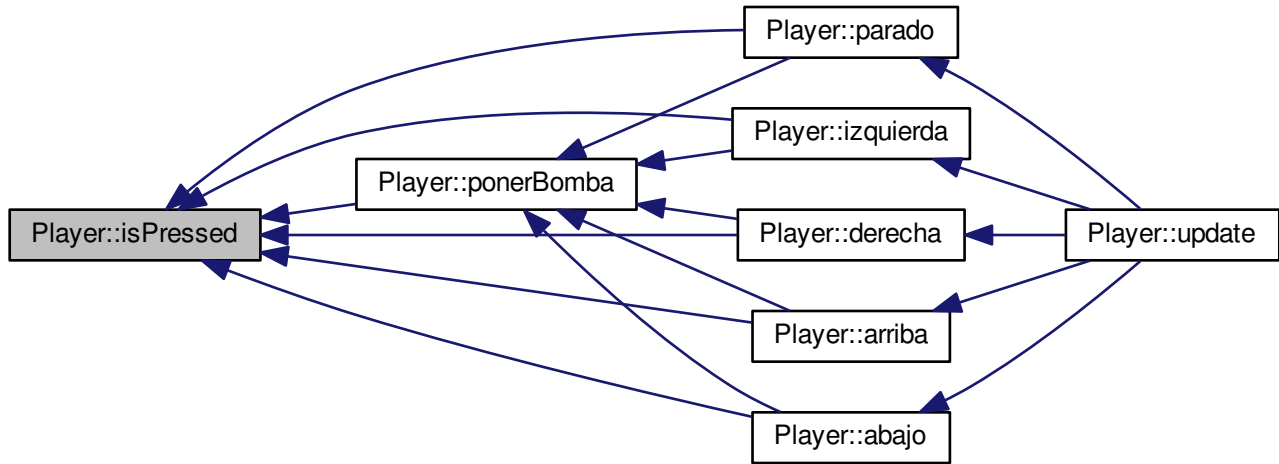 Player::parado
Player::izquierda
Player::ponerBomba
Player::isPressed
Player::derecha
Player::update
Player::arriba
Player::abajo